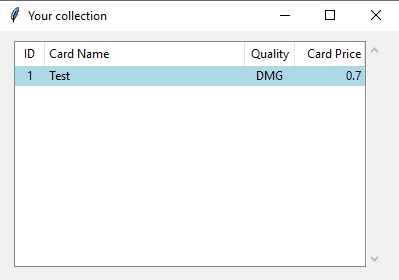 Your collection
ID Card Name Quality Card Price
1 Test DMG 0.7